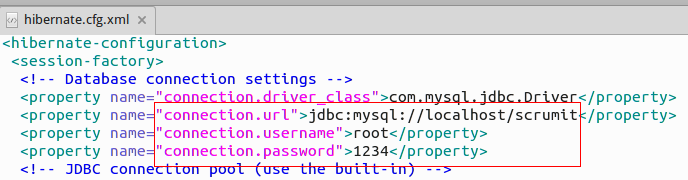 hibernate.cfg.xml
<hibernate-configuration>
<session-factory>
<!-- Database connection settings -->
<property name="connection.driver_class">com.mysql.jdbc.Driver</property>
<property name="connection.url">jdbc:mysql://localhost/scrumit</property>
<property name="connection.username">root</property>
<property name="connection.password">1234</property>
<!-- JDBC connection pool (use the built-in) -->